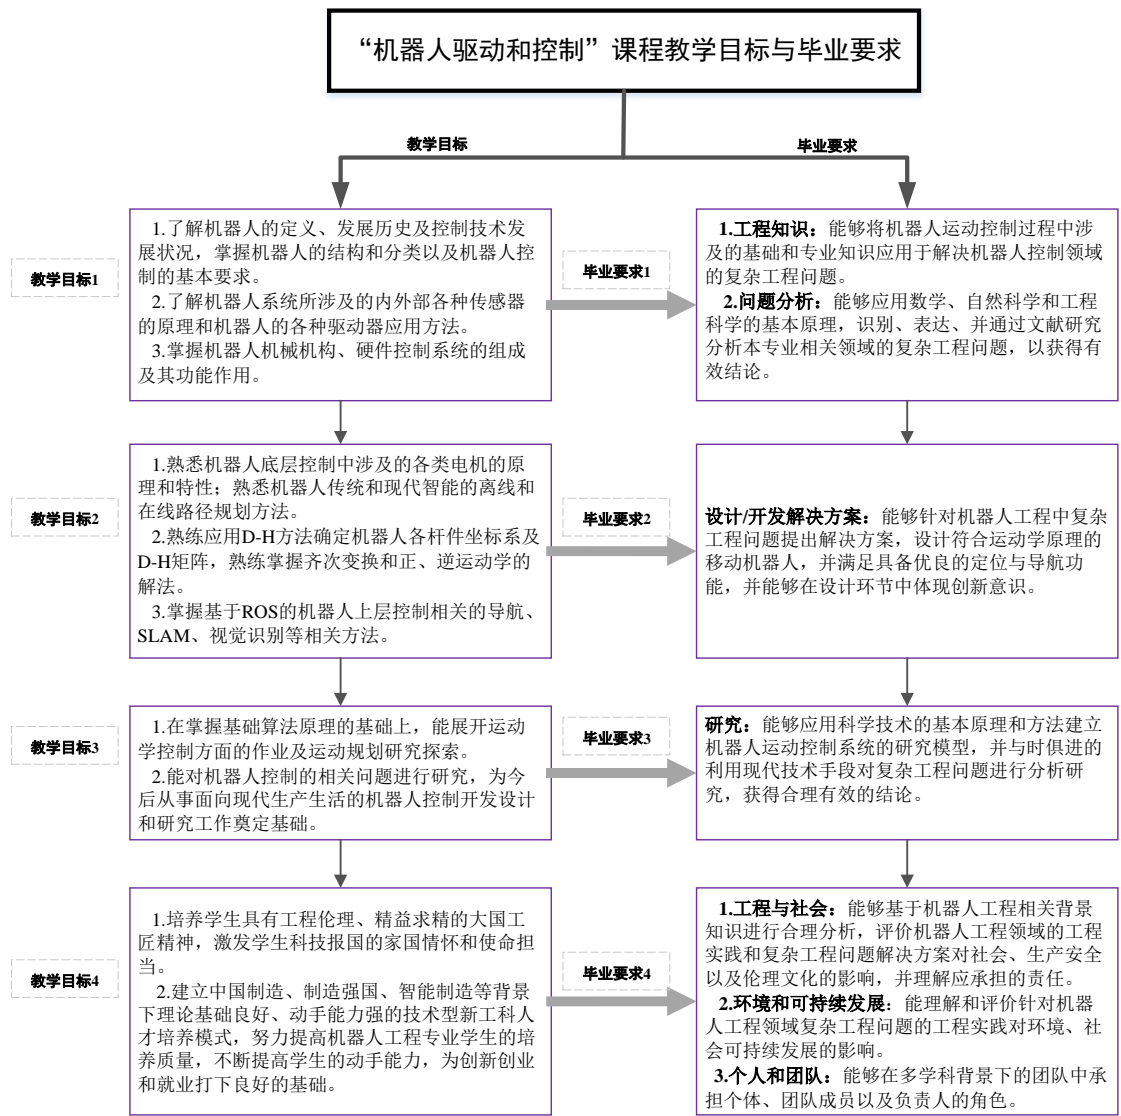 “机器人驱动和控制”课程教学目标与毕业要求
教学目标
毕业要求
教学目标1
1.了解机器人的定义、发展历史及控制技术发
展状况，掌握机器人的结构和分类以及机器人控
制的基本要求。
2.了解机器人系统所涉及的内外部各种传感器
的原理和机器人的各种驱动器应用方法。
3.掌握机器人机械机构、硬件控制系统的组成
及其功能作用。
毕业要求1
1.工程知识：能够将机器人运动控制过程中涉
及的基础和专业知识应用于解决机器人控制领域
的复杂工程问题。
2.问题分析：能够应用数学、自然科学和工程
科学的基本原理，识别、表达、并通过文献研究
分析本专业相关领域的复杂工程问题，以获得有
效结论。
教学目标2
1.熟悉机器人底层控制中涉及的各类电机的原
理和特性；熟悉机器人传统和现代智能的离线和
在线路径规划方法。
2.熟练应用D-H方法确定机器人各杆件坐标系及
D-H矩阵，熟练掌握齐次变换和正、逆运动学的
解法。
3.掌握基于ROS的机器人上层控制相关的导航、
SLAM、视觉识别等相关方法。
毕业要求2
设计/开发解决方案：能够针对机器人工程中复杂
工程问题提出解决方案，设计符合运动学原理的
移动机器人，并满足具备优良的定位与导航功
能，并能够在设计环节中体现创新意识。
教学目标3
1.在掌握基础算法原理的基础上，能展开运动
学控制方面的作业及运动规划研究探索。
2.能对机器人控制的相关问题进行研究，为今
后从事面向现代生产生活的机器人控制开发设计
和研究工作奠定基础。
毕业要求3
研究：能够应用科学技术的基本原理和方法建立
机器人运动控制系统的研究模型，并与时俱进的
利用现代技术手段对复杂工程问题进行分析研
究，获得合理有效的结论。
教学目标4
1.培养学生具有工程伦理、精益求精的大国工
匠精神，激发学生科技报国的家国情怀和使命担
当。
2.建立中国制造、制造强国、智能制造等背景
下理论基础良好、动手能力强的技术型新工科人
才培养模式，努力提高机器人工程专业学生的培
养质量，不断提高学生的动手能力，为创新创业
和就业打下良好的基础。
毕业要求4
1.工程与社会：能够基于机器人工程相关背景
知识进行合理分析，评价机器人工程领域的工程
实践和复杂工程问题解决方案对社会、生产安全
以及伦理文化的影响，并理解应承担的责任。
2.环境和可持续发展：能理解和评价针对机器
人工程领域复杂工程问题的工程实践对环境、社
会可持续发展的影响。
3.个人和团队：能够在多学科背景下的团队中承
担个体、团队成员以及负责人的角色。